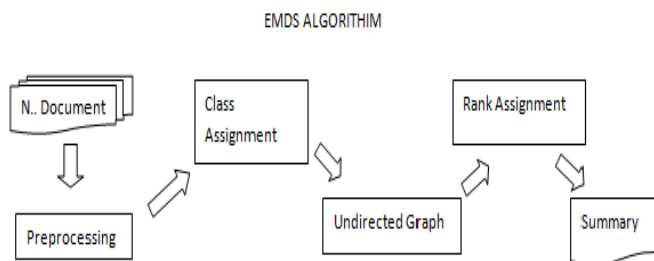 EMDS ALGORITHIM
N.. Document
Class
Assignment
Rank Assignment
Preprocessing
Undirected Graph
Summary